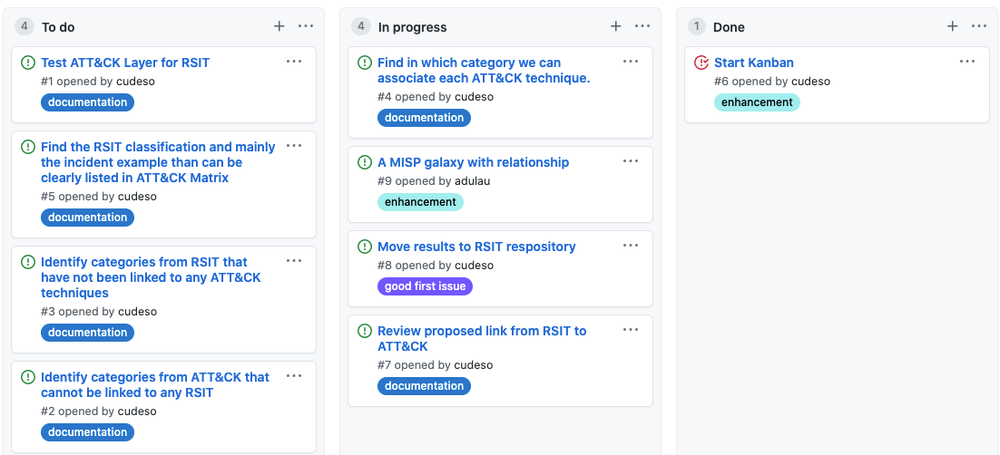 4 To do
Test ATT&CK Layer for RSIT
#1 opened by cudeso
documentation
Find the RSIT classification and mainly
the incident example than can be
clearly listed in ATT&CK Matrix
#5 opened by cudeso
documentation
Identify categories from RSIT that
have not been linked to any ATT&CK
techniques
#3 opened by cudeso
documentation
Identify categories from ATT&CK that
cannot be linked to any RSIT
#2 opened by cudeso
documentation
4 In progress
Find in which category we can
associate each ATT&CK technique.
#4 opened by cudeso
documentation
A MISP galaxy with relationship
#9 opened by adulau
enhancement
Move results to RSIT respository
#8 opened by cudeso
good first issue
Review proposed link from RSIT to
ATT&CK
#7 opened by cudeso
documentation
1 Done
Start Kanban
#6 opened by cudeso
enhancement